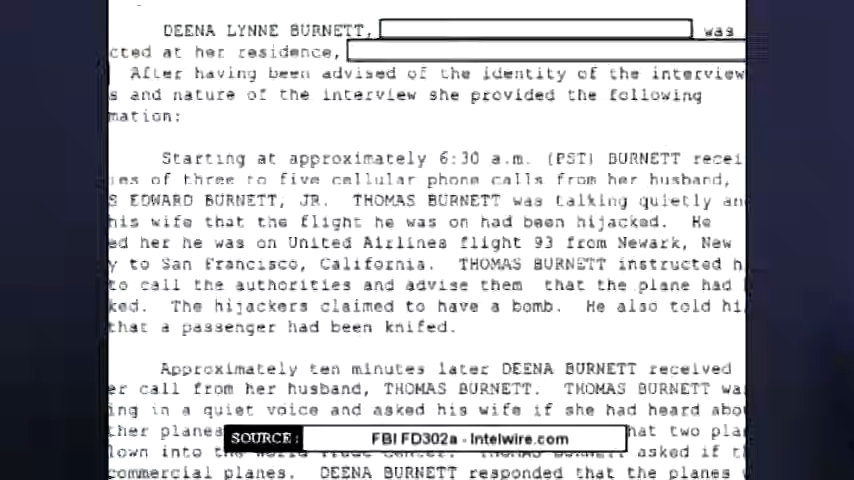 DEENA LYNNE BURNETT, was
cted at her residence,
After having been advised of the identity of the interview
s and nature of the interview she provided the following
mation:
Starting at approximately 6:30 a.m. (PST) BURNETT recei
ies of three to five cellular phone calls from her husband,
S EDWARD BURNETT, JR. THOMAS BURNETT was talking quietly an
his wife that the flight he was on had been hijacked. He
ed her he was on United Airlines flight 93 from Newark, New
y to San Francisco, California. THOMAS BURNETT instructed h
to call the authorities and advise them that the plane had
ked. The hijackers claimed to have a bomb. He also told hi
that a passenger had been knifed.
Approximately ten minutes later DEENA BURNETT received
er call from her husband, THOMAS BURNETT. THOMAS BURNETT wa
ing in a quiet voice and asked his wife if she had heard abou
ther planes hat two pla
lown into the World Trade Center. THOMAS BURNETT asked if th
SOURCE: FBI FD302a - Intelwire.com
commercial planes. DEENA BURNETT responded that the planes w